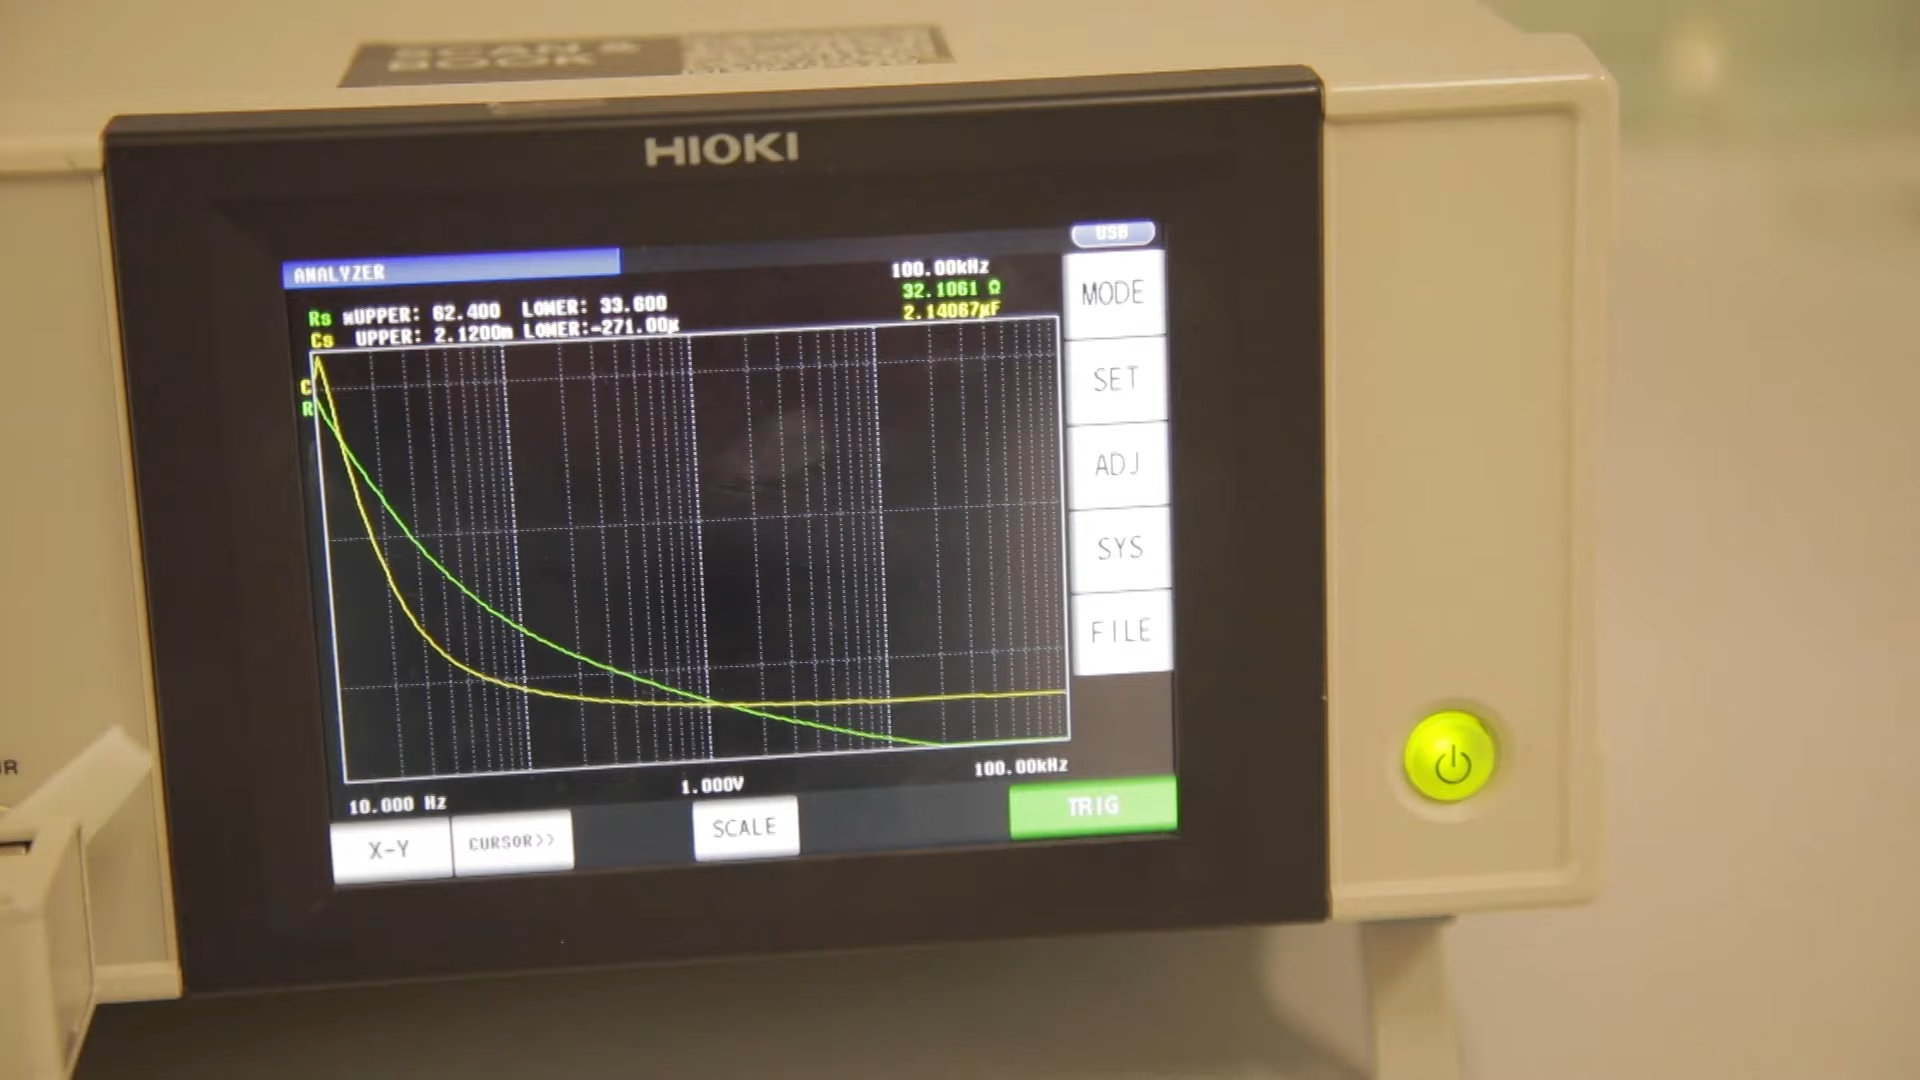 SCAN &
BOOK
HIOKI
USB
ANALYZER
100.00kHz
32.1061 Ω
2.14067µF
Rs *UPPER: 62.400 LOWER: 33.600
Cs UPPER: 2.1200m LOWER:-271.00µ
C
R
MODE
SET
ADJ
SYS
FILE
10.000 Hz
1.000V
100.00kHz
X-Y
CURSOR>>
SCALE
TRIG